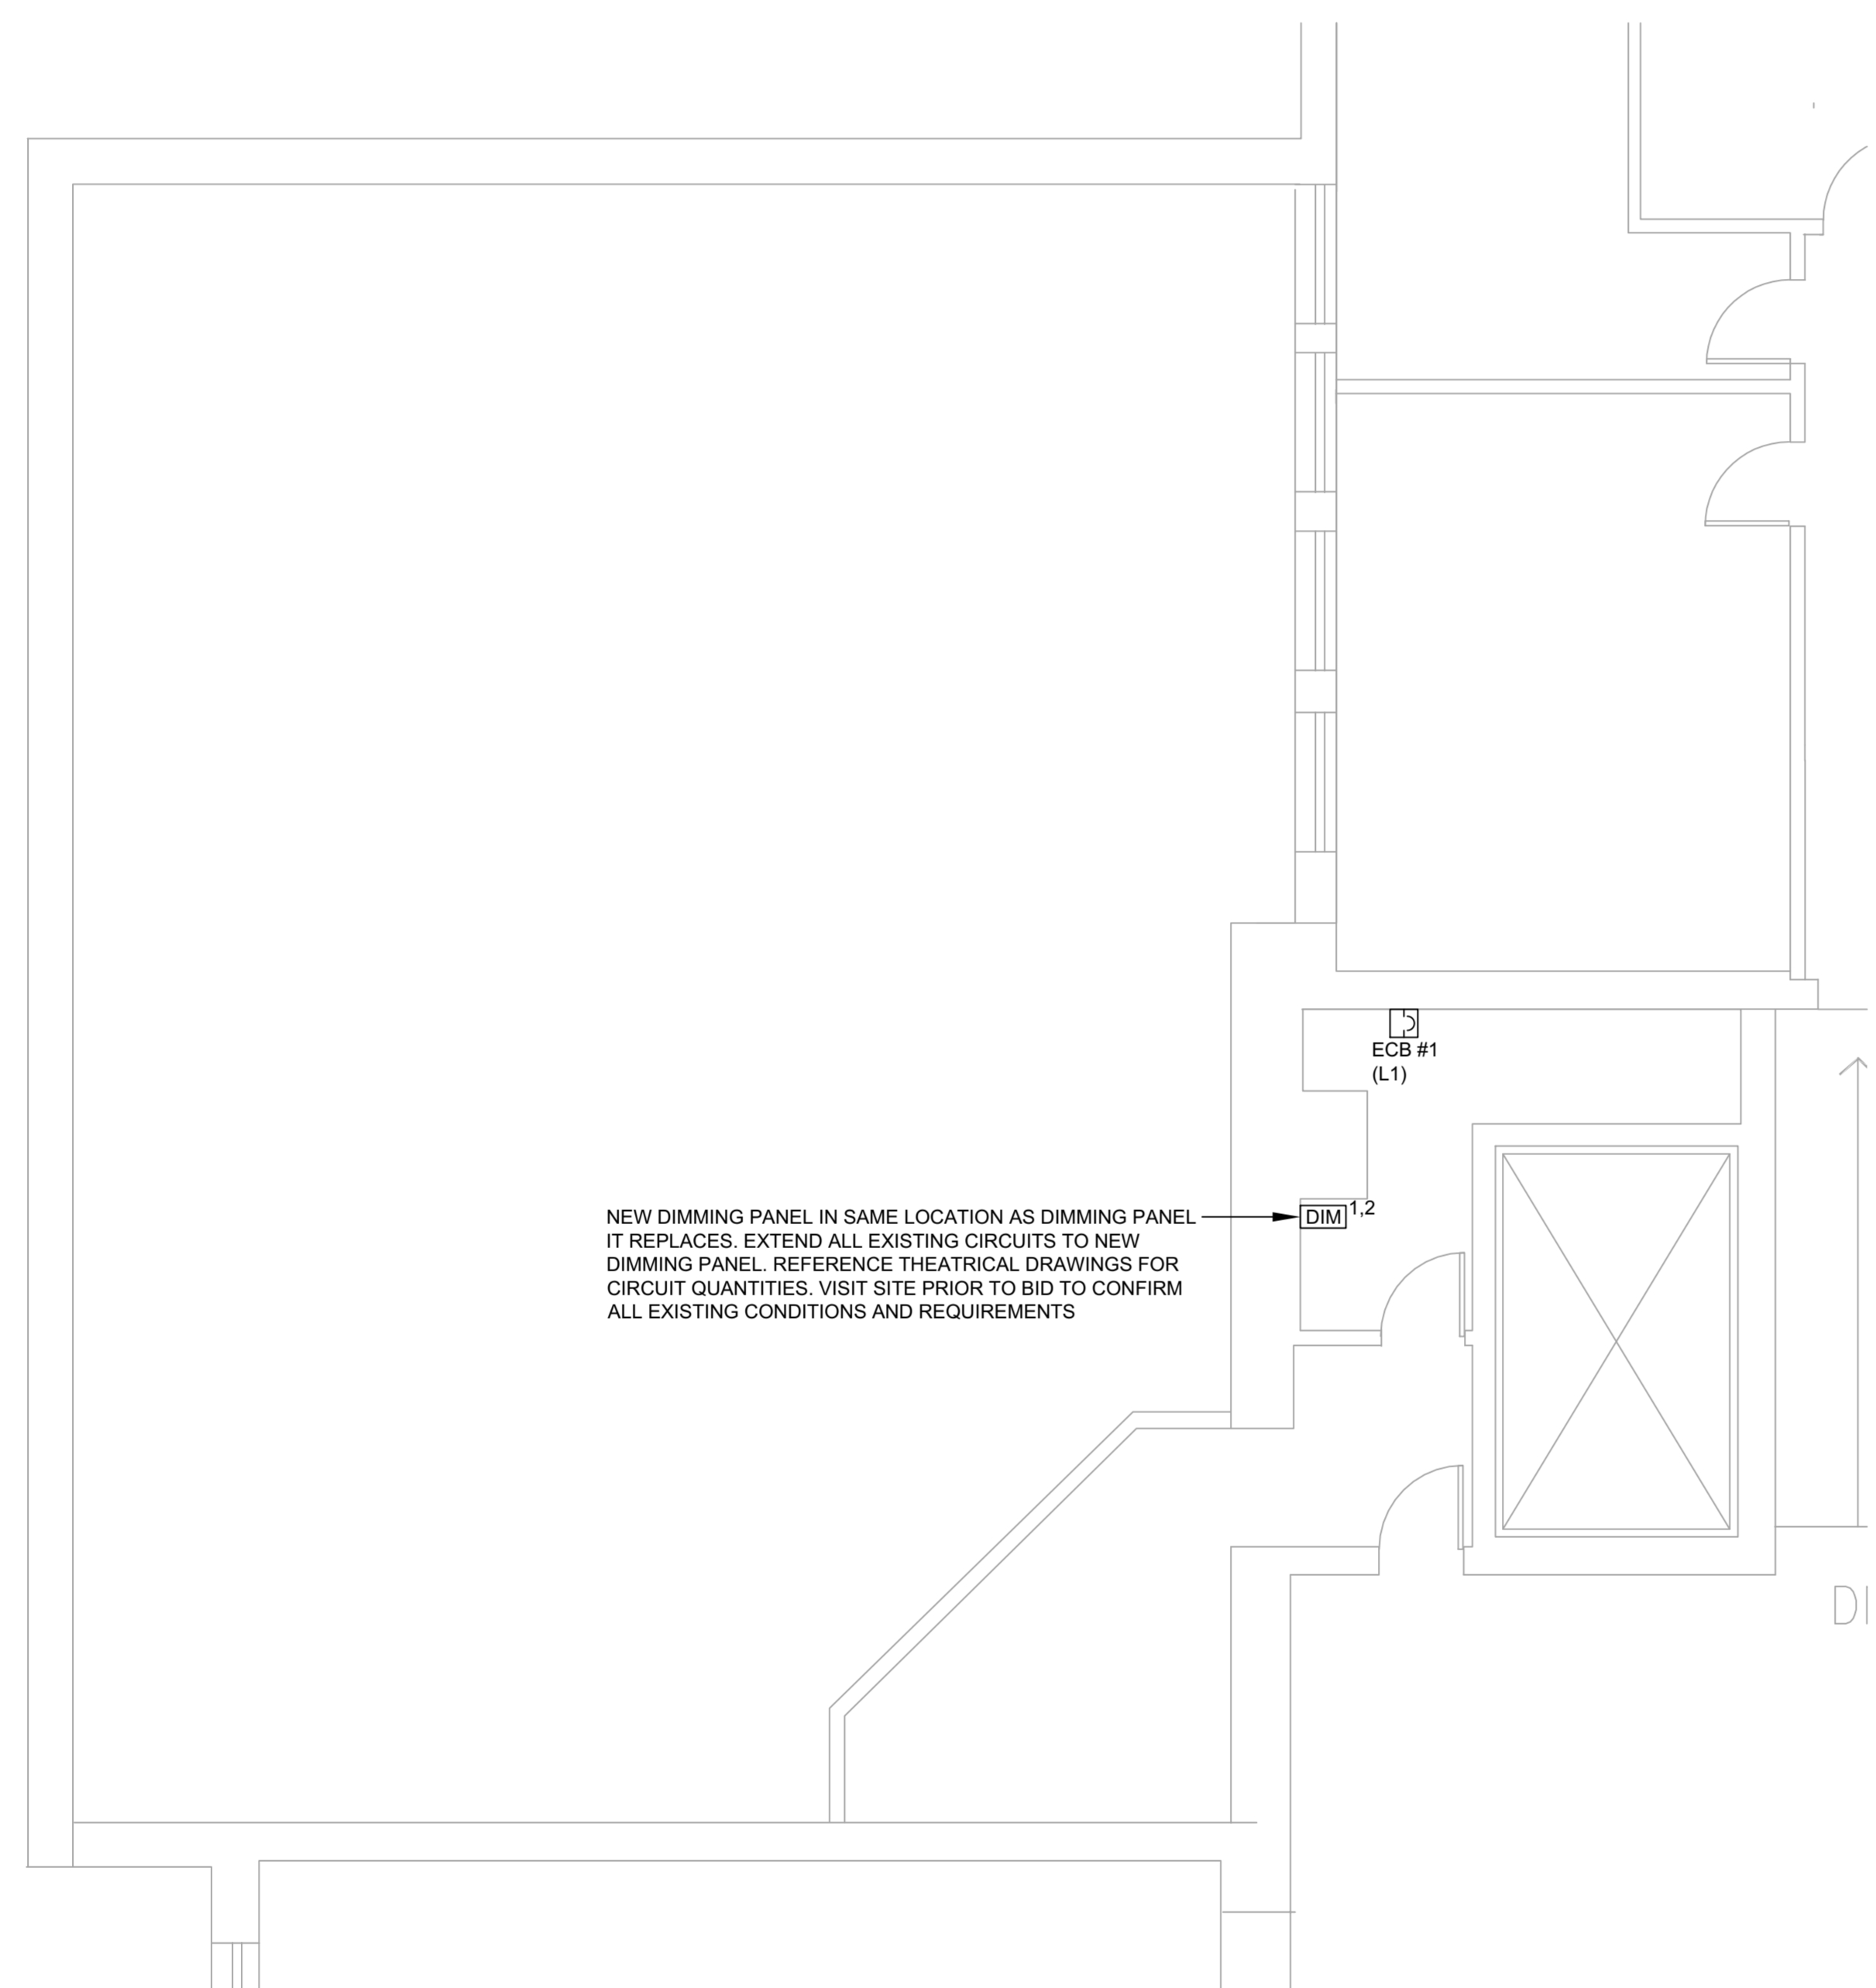 ECB #1
(L1)
NEW DIMMING PANEL IN SAME LOCATION AS DIMMING PANEL
IT REPLACES. EXTEND ALL EXISTING CIRCUITS TO NEW
DIMMING PANEL. REFERENCE THEATRICAL DRAWINGS FOR
CIRCUIT QUANTITIES. VISIT SITE PRIOR TO BID TO CONFIRM
ALL EXISTING CONDITIONS AND REQUIREMENTS
DIM 1,2